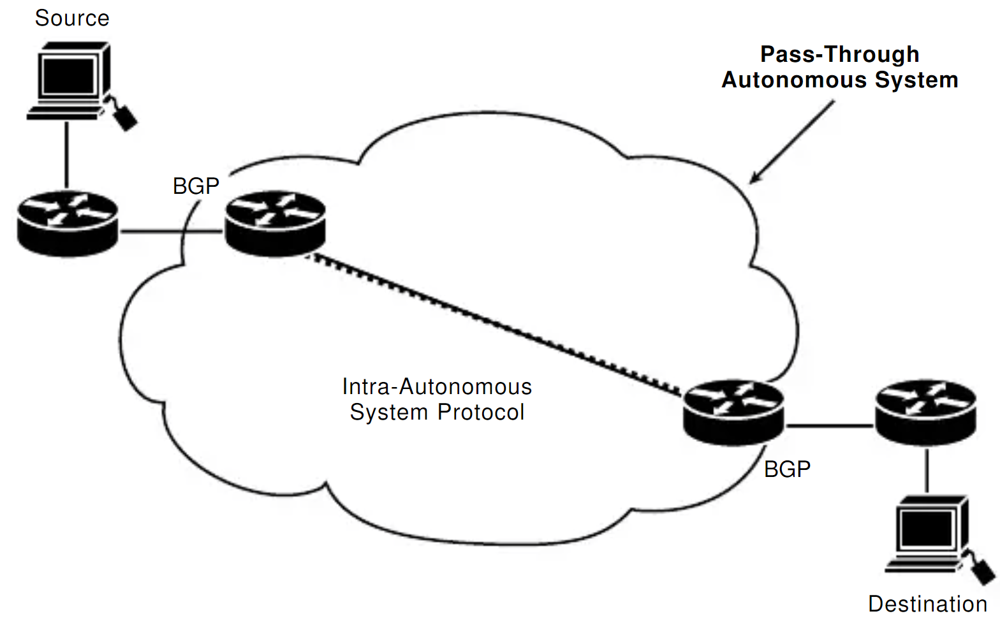 Source
Pass-Through
Autonomous System
BGP
Intra-Autonomous
System Protocol
BGP
Destination